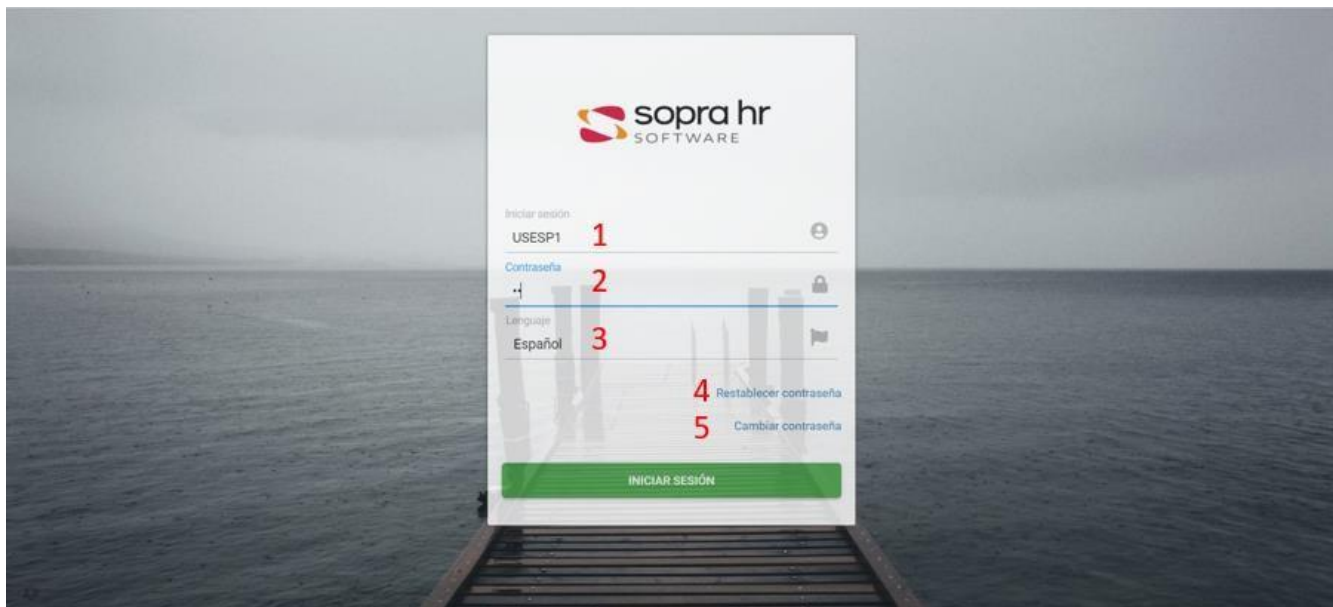 sopra hr
SOFTWARE
Iniciar sesión
USESP1 1
Contraseña
•• 2
Lenguaje
Español 3
4 Restablecer contraseña
5 Cambiar contraseña
INICIAR SESIÓN